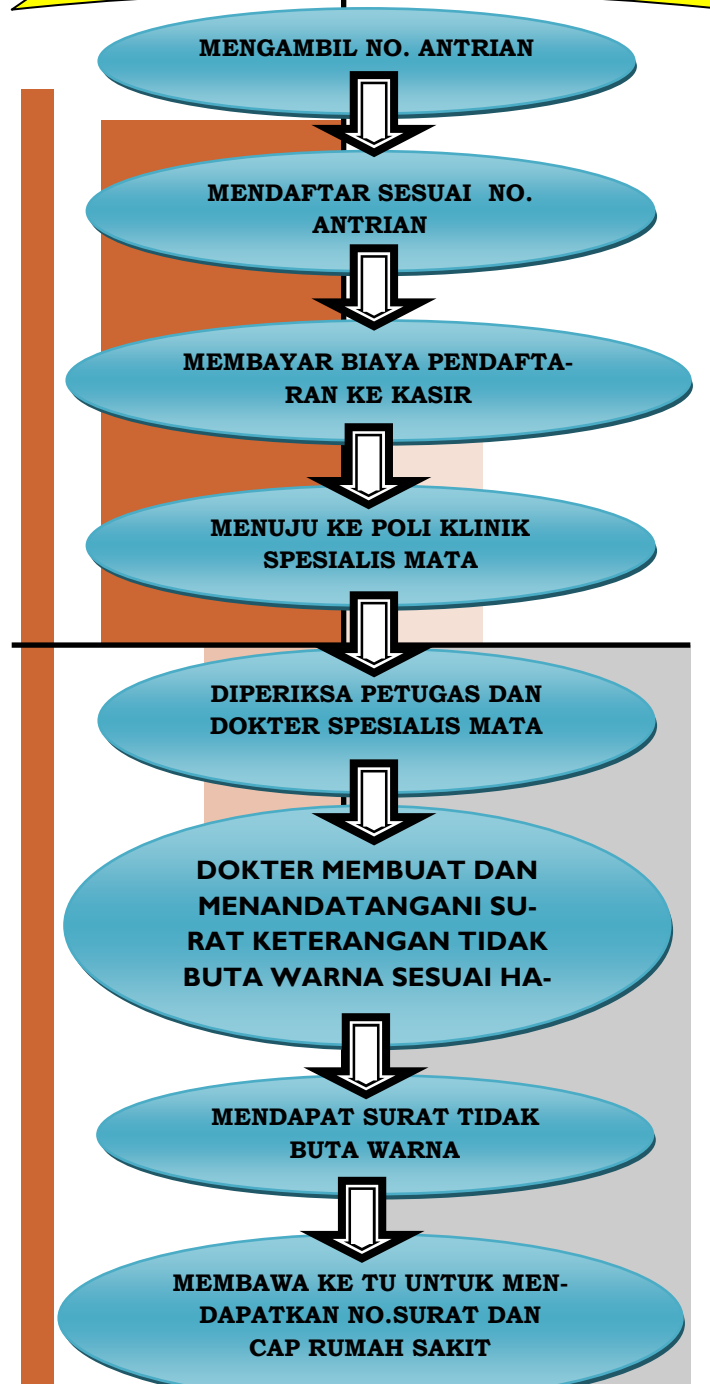 MENGAMBIL NO. ANTRIAN
MENDAFTAR SESUAI NO.
ANTRIAN
MEMBAYAR BIAYA PENDAFTA-
RAN KE KASIR
MENUJU KE POLI KLINIK
SPESIALIS MATA
DIPERIKSA PETUGAS DAN
DOKTER SPESIALIS MATA
DOKTER MEMBUAT DAN
MENANDATANGANI SU-
RAT KETERANGAN TIDAK
BUTA WARNA SESUAI HA-
MENDAPAT SURAT TIDAK
BUTA WARNA
MEMBAWA KE TU UNTUK MEN-
DAPATKAN NO.SURAT DAN
CAP RUMAH SAKIT